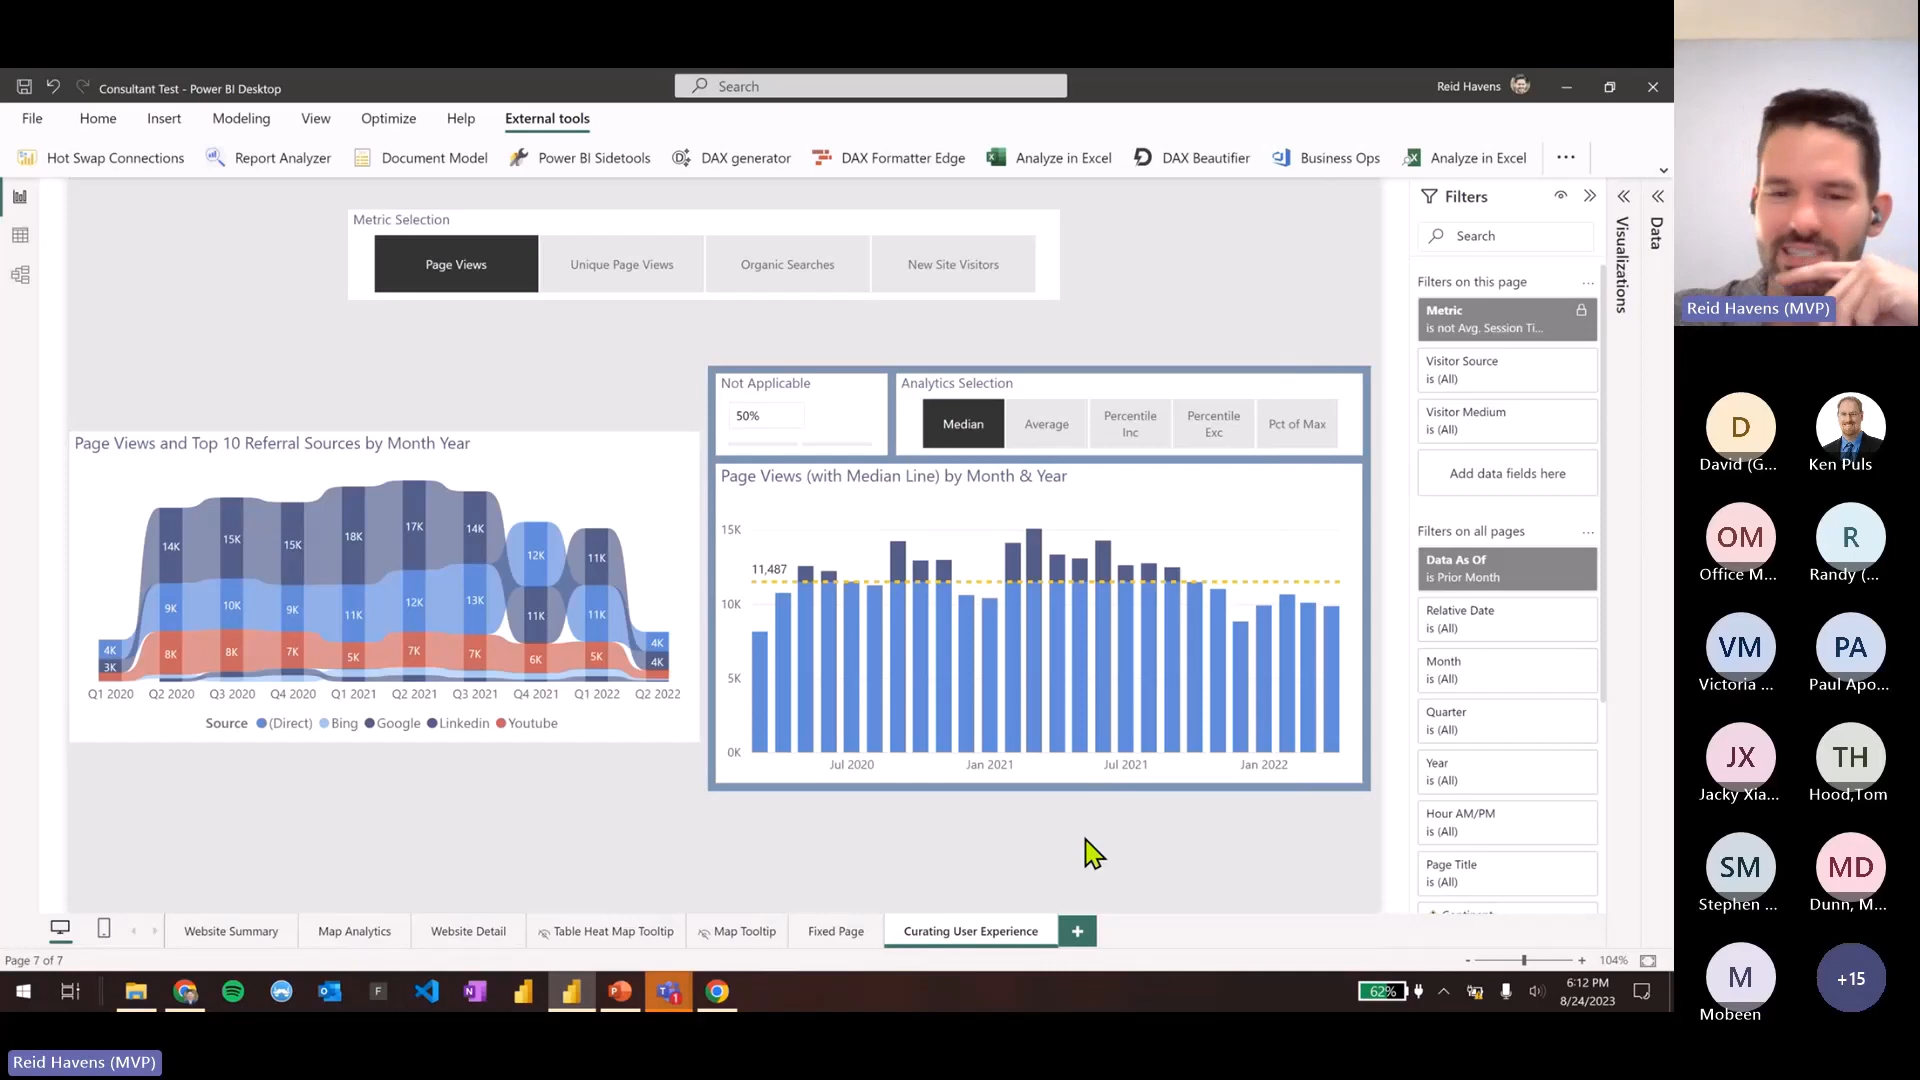 Consultant Test - Power BI Desktop
Search
Reid Havens
File Home Insert Modeling View Optimize Help External tools
Hot Swap Connections Report Analyzer Document Model Power BI Sidetools DAX generator DAX Formatter Edge Analyze in Excel DAX Beautifier Business Ops Analyze in Excel
Metric Selection
Page Views Unique Page Views Organic Searches New Site Visitors
Page Views and Top 10 Referral Sources by Month Year
14K 15K 15K 18K 17K 14K 12K 11K
9K 10K 9K 11K 12K 13K 11K 11K
4K 8K 8K 7K 5K 7K 7K 6K 5K 4K
3K 4K
Q1 2020 Q2 2020 Q3 2020 Q4 2020 Q1 2021 Q2 2021 Q3 2021 Q4 2021 Q1 2022 Q2 2022
Source (Direct) Bing Google Linkedin Youtube
Not Applicable
50%
Analytics Selection
Median Average Percentile Inc Percentile Exc Pct of Max
Page Views (with Median Line) by Month & Year
15K
11,487
10K
5K
0K
Jul 2020 Jan 2021 Jul 2021 Jan 2022
Filters
Search
Filters on this page
Metric
is not Avg. Session Ti...
Visitor Source
is (All)
Visitor Medium
is (All)
Add data fields here
Filters on all pages
Data As Of
is Prior Month
Relative Date
is (All)
Month
is (All)
Quarter
is (All)
Year
is (All)
Hour AM/PM
is (All)
Page Title
is (All)
Visualizations
Data
Website Summary Map Analytics Website Detail Table Heat Map Tooltip Map Tooltip Fixed Page Curating User Experience
Page 7 of 7
104%
62%
6:12 PM
8/24/2023
Reid Havens (MVP)
D
David (G...
Ken Puls
OM
Office M...
R
Randy (...
VM
Victoria ...
PA
Paul Apo...
JX
Jacky Xia...
TH
Hood,Tom
SM
Stephen ...
MD
Dunn, M...
M
Mobeen
+15
Reid Havens (MVP)